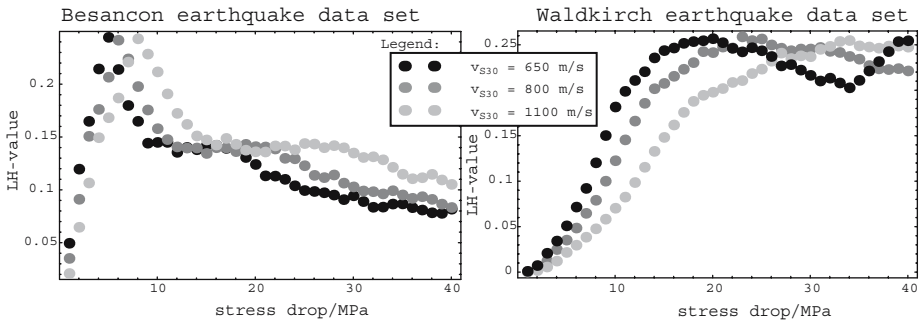 Besancon earthquake data set
Waldkirch earthquake data set
Legend:
vS30 = 650 m/s
vS30 = 800 m/s
vS30 = 1100 m/s
LH-value
0.2
0.15
0.1
0.05
10
20
30
40
stress drop/MPa
LH-value
0.25
0.2
0.15
0.1
0.05
0
10
20
30
40
stress drop/MPa